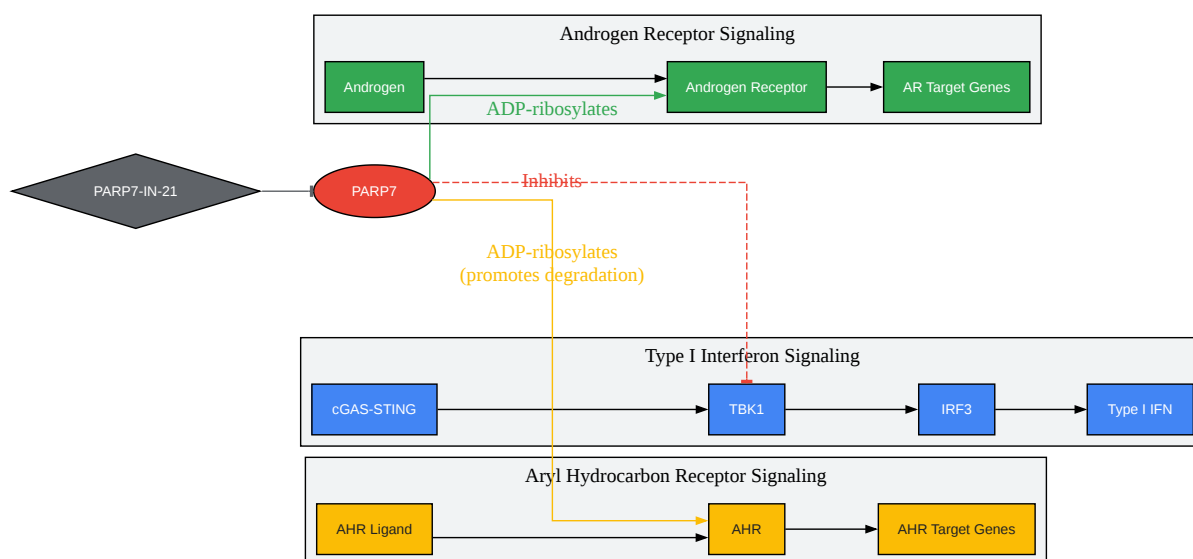 Androgen Receptor Signaling
Androgen
Androgen Receptor
AR Target Genes
ADP-ribosylates
PARP7-IN-21
PARP7
Inhibits
ADP-ribosylates
(promotes degradation)
Type I Interferon Signaling
cGAS-STING
TBK1
IRF3
Type I IFN
Aryl Hydrocarbon Receptor Signaling
AHR Ligand
AHR
AHR Target Genes